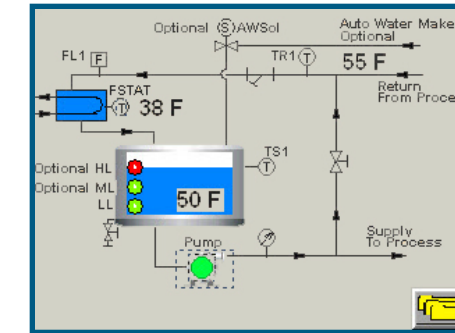 Optional (S) AWSol
Auto Water Make
Optional
FL1 F
TR1 T
55 F
Return
From Proce
FSTAT
T 38 F
TS1
T
Optional HL
Optional ML
LL
50 F
Pump
Supply
To Process